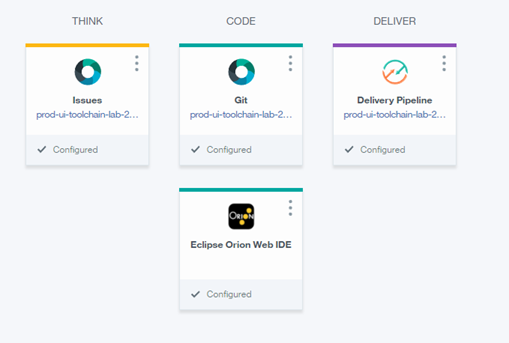 THINK
CODE
DELIVER
Issues
prod-ui-toolchain-lab-2...
Configured
Git
prod-ui-toolchain-lab-2...
Configured
Delivery Pipeline
prod-ui-toolchain-lab-2...
Configured
ORION
Eclipse Orion Web IDE
Configured